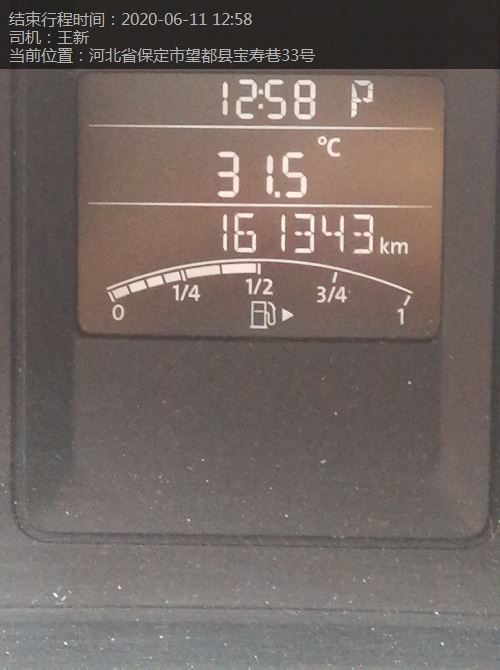 结束行程时间：2020-06-11 12:58
司机：王新
当前位置：河北省保定市望都县宝寿巷33号
12:58 P
°C
31.5
161343 km
0 1/4 1/2 3/4 1